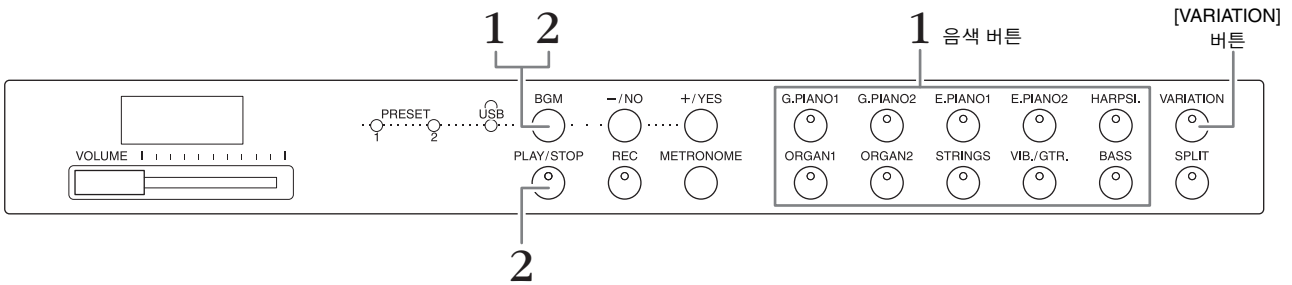 [VARIATION]
버튼
1 2
1 음색 버튼
PRESET
1
2
USB
BGM
–/NO
+/YES
G.PIANO1
G.PIANO2
E.PIANO1
E.PIANO2
HARPSI.
VARIATION
VOLUME
PLAY/STOP
REC
METRONOME
ORGAN1
ORGAN2
STRINGS
VIB./GTR.
BASS
SPLIT
2